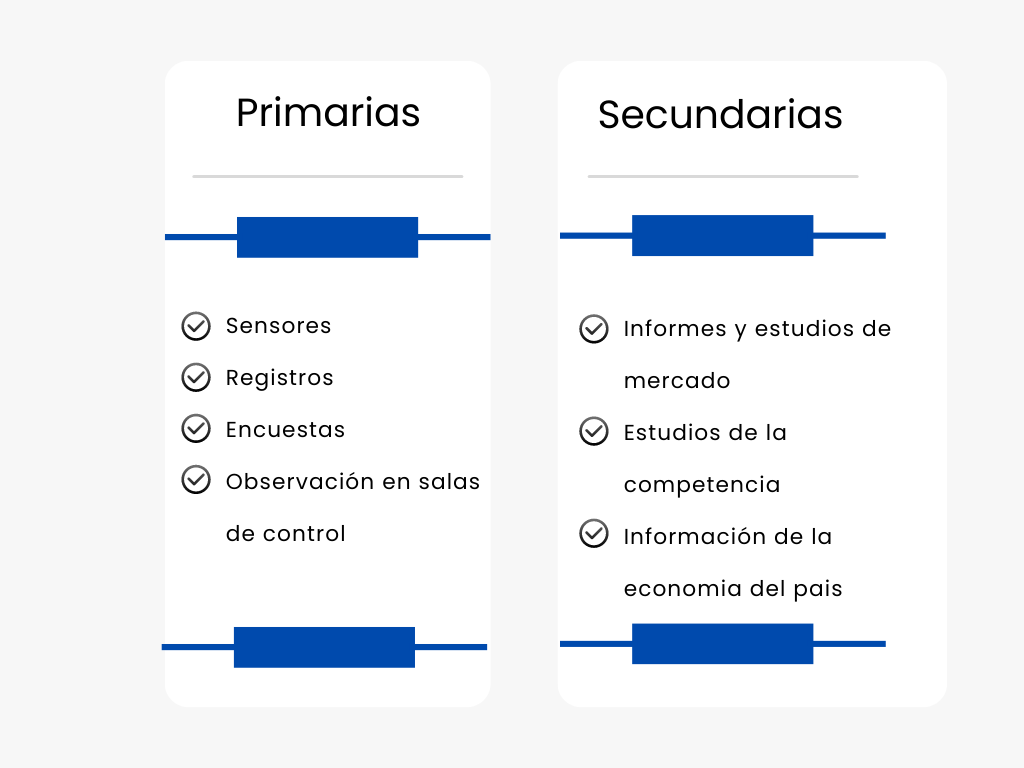 Primarias
Sensores
Registros
Encuestas
Observación en salas
de control
Secundarias
Informes y estudios de
mercado
Estudios de la
competencia
Información de la
economia del pais